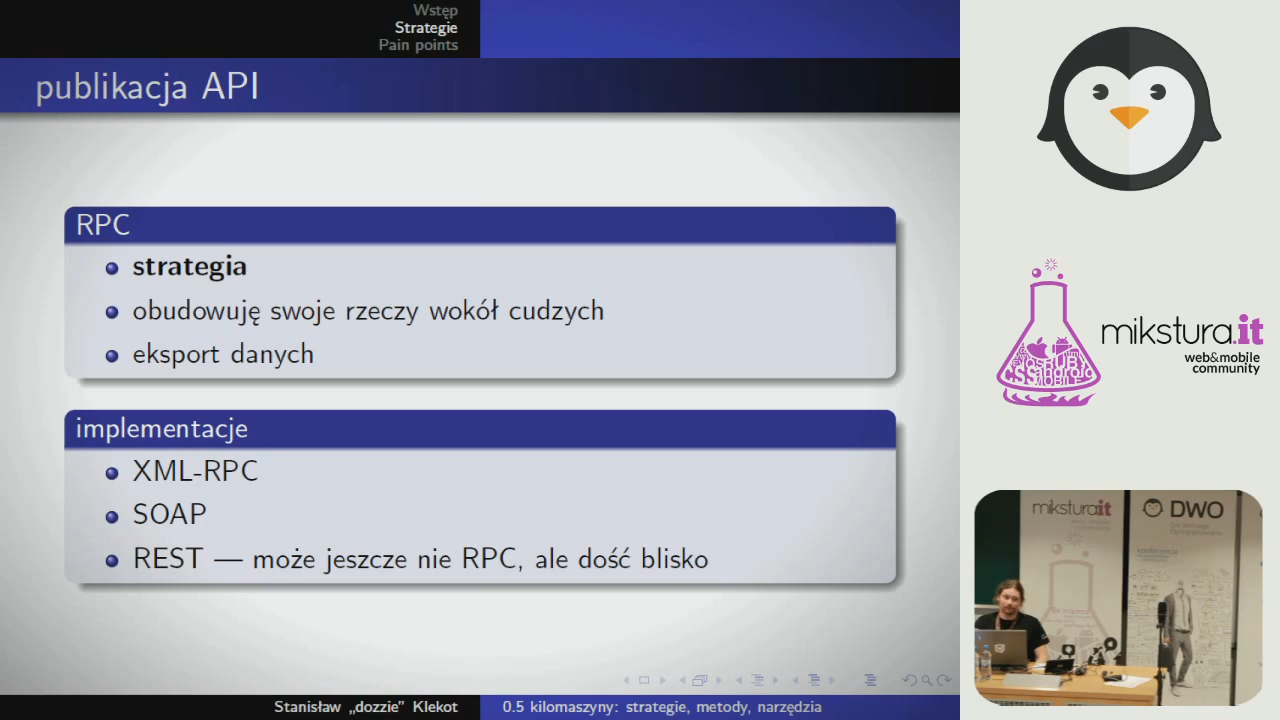 Wstęp
Strategie
Pain points
publikacja API
RPC
strategia
obudowuję swoje rzeczy wokół cudzych
eksport danych
implementacje
XML-RPC
SOAP
REST — może jeszcze nie RPC, ale dość blisko
Stanisław „dozzie” Klekot
0.5 kilomaszyny: strategie, metody, narzędzia
mikstura.it
web&mobile
community
mikstura.it
DWO